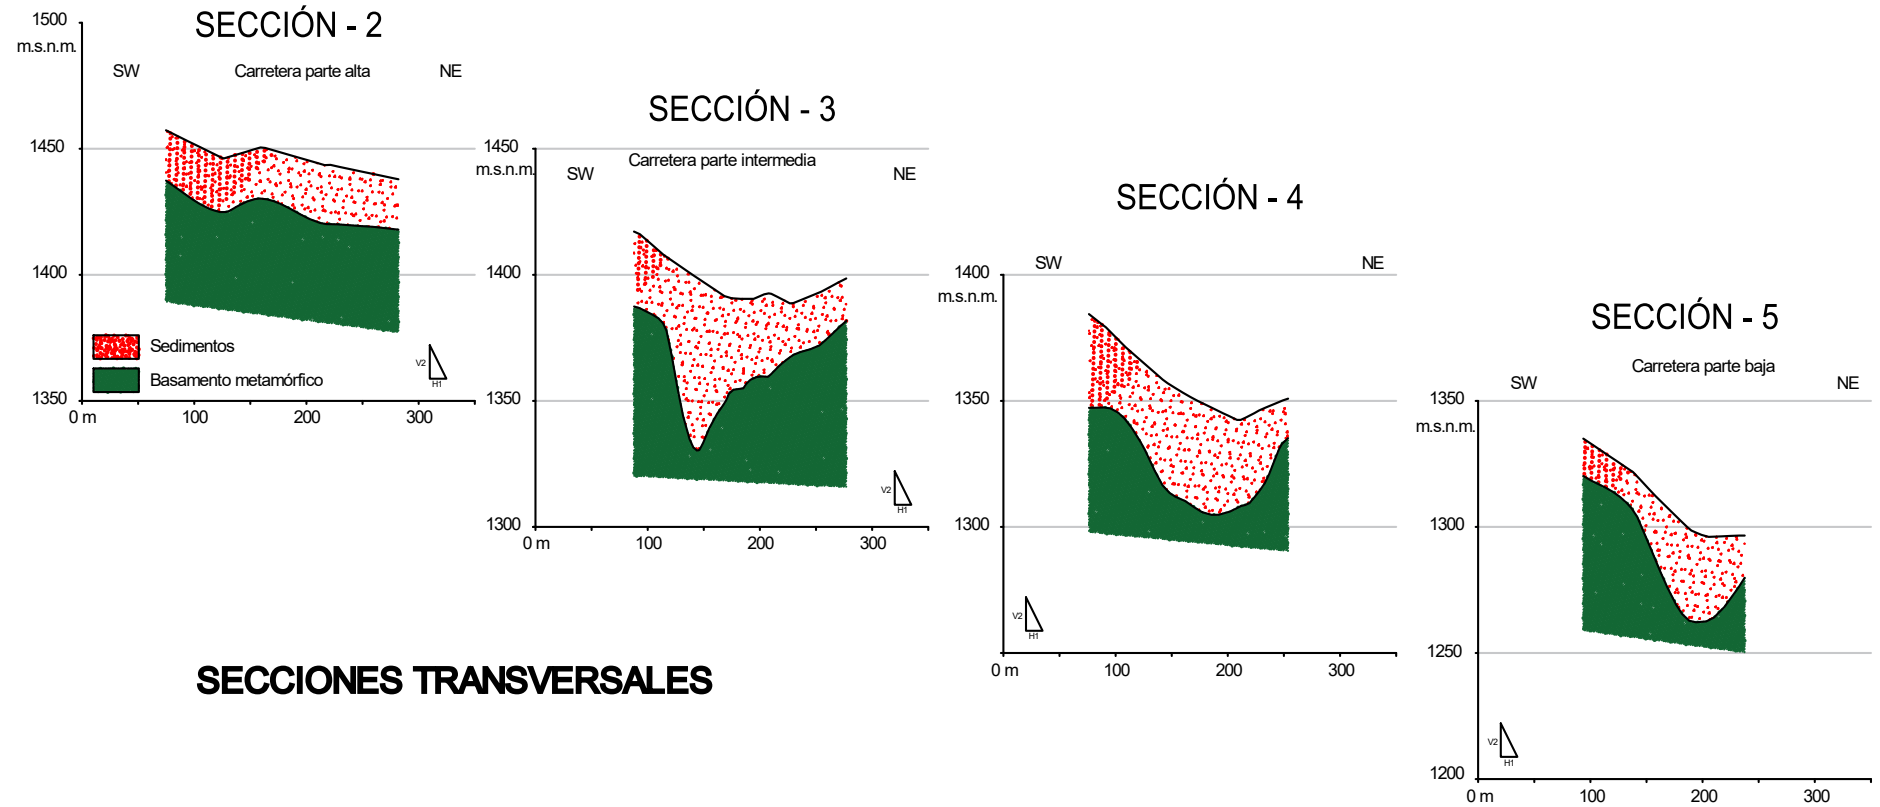 SECCIÓN - 2
1500
m.s.n.m.
SW
Carretera parte alta
NE
1450
1400
1350
Sedimentos
Basamento metamórfico
V2
H1
0 m
100
200
300
SECCIÓN - 3
1450
m.s.n.m.
Carretera parte intermedia
SW
NE
1400
1350
1300
V2
H1
0 m
100
200
300
SECCIÓN - 4
SW
NE
1400
m.s.n.m.
1350
1300
V2
H1
0 m
100
200
300
SECCIÓN - 5
Carretera parte baja
SW
NE
1350
m.s.n.m.
1300
1250
1200
V2
H1
0 m
100
200
300
SECCIONES TRANSVERSALES